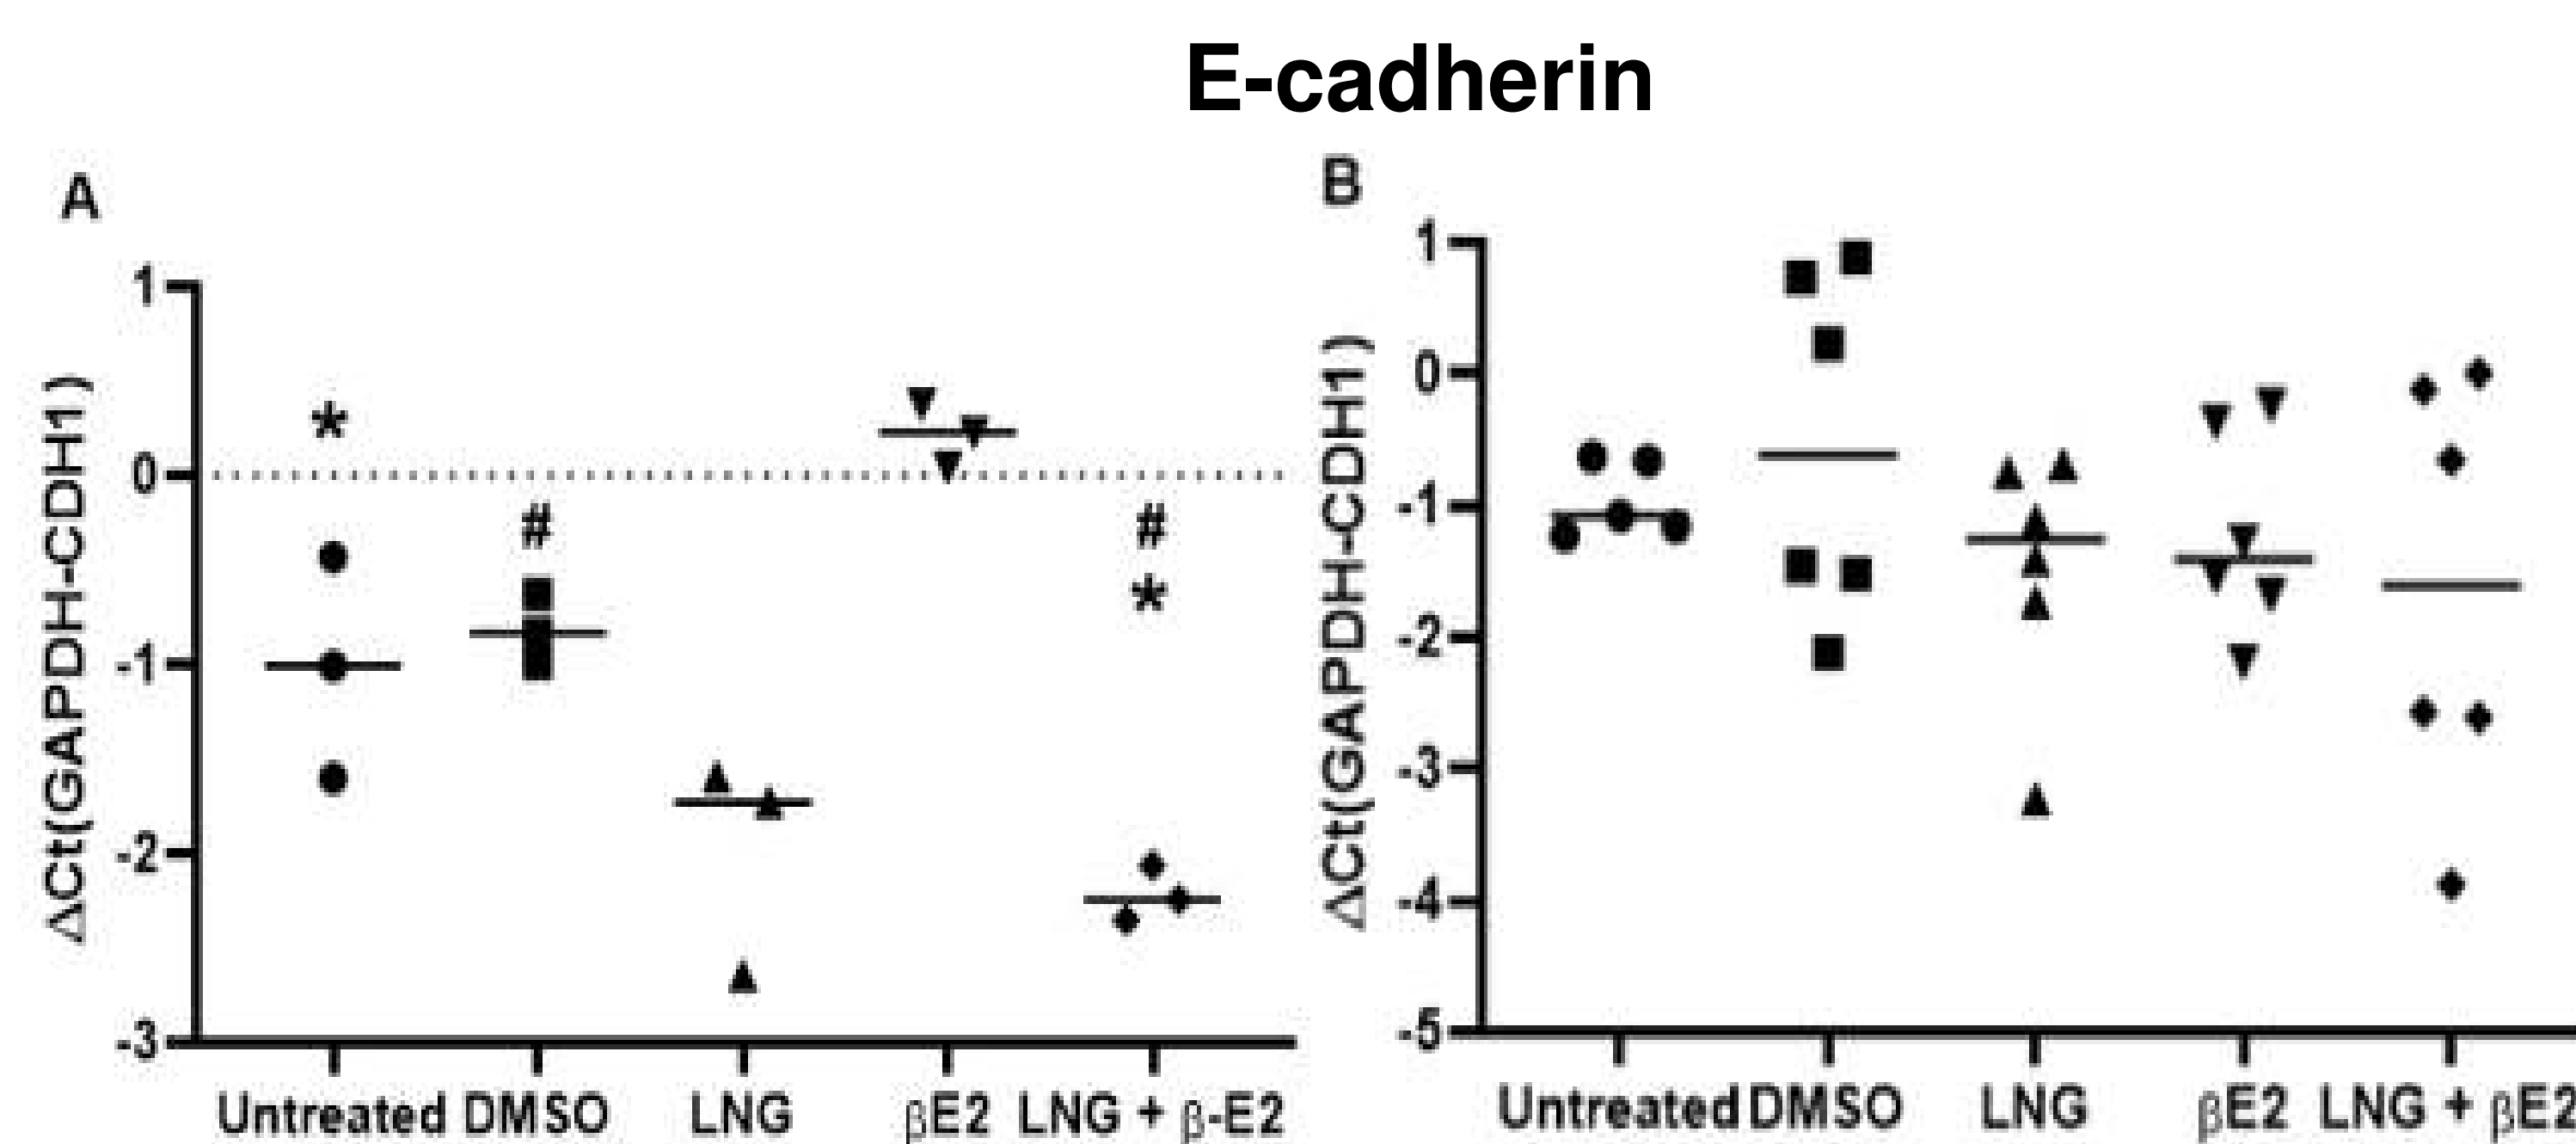 E-cadherin
A
ΔCt(GAPDH-CDH1)
1
0
-1
-2
-3
*
#
#
*
Untreated DMSO LNG βE2 LNG + β-E2
B
ΔCt(GAPDH-CDH1)
1
0
-1
-2
-3
-4
-5
Untreated DMSO LNG βE2 LNG + βE2